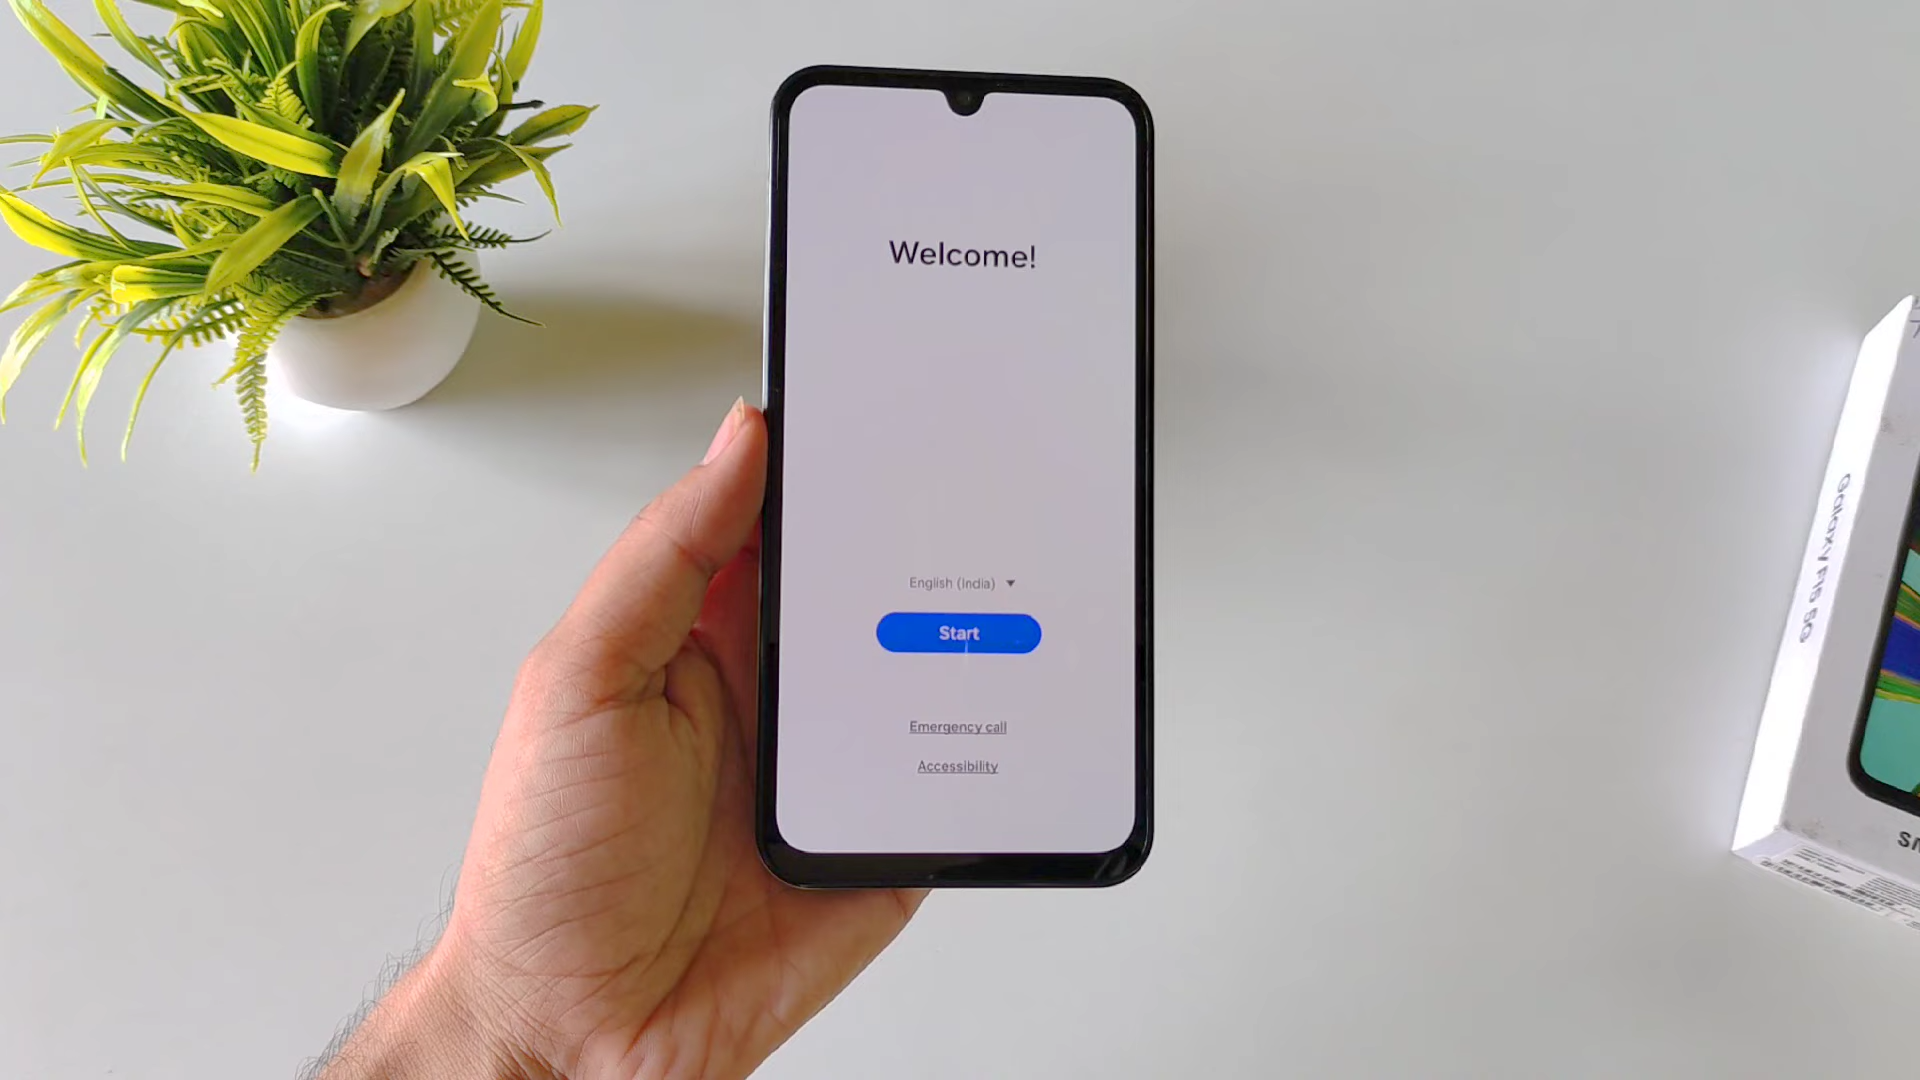 Welcome!
English (India)
Start
Emergency call
Accessibility
Galaxy F15 5G